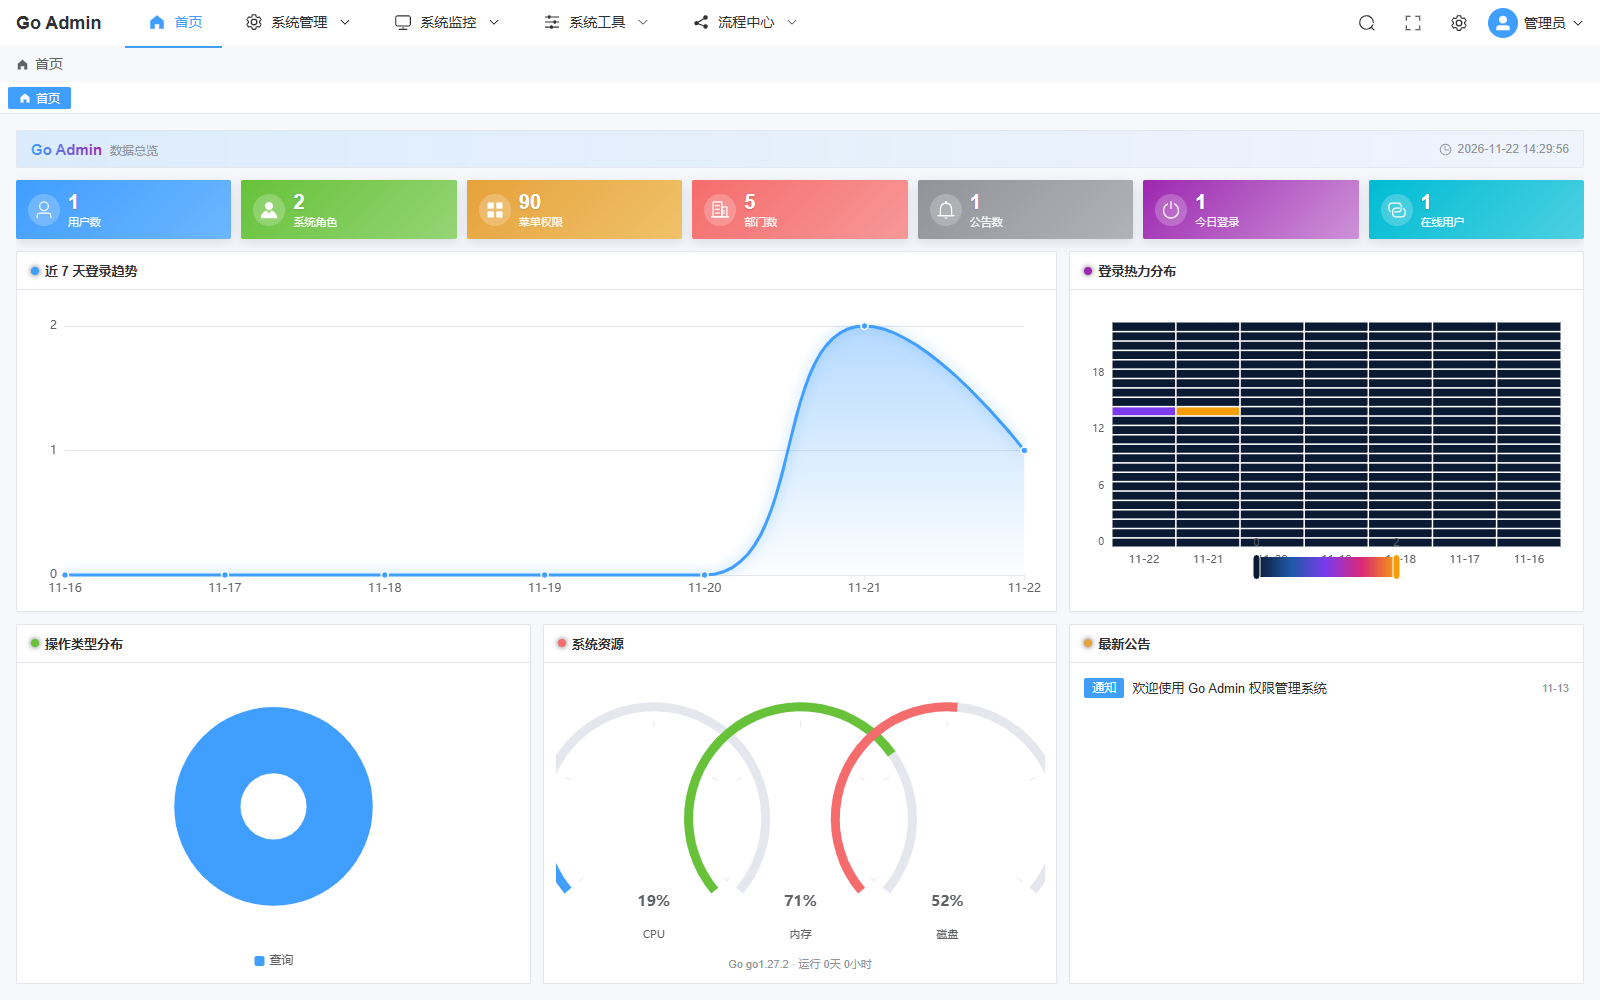 Go Admin
首页
系统管理
系统监控
系统工具
流程中心
管理员
首页
首页
Go Admin 数据总览
2026-11-22 14:29:56
1
用户数
2
系统角色
90
菜单权限
5
部门数
1
公告数
1
今日登录
1
在线用户
近 7 天登录趋势
2
1
0
11-16 11-17 11-18 11-19 11-20 11-21 11-22
登录热力分布
18
12
6
0
0 2
11-22 11-21 11-20 11-19 11-18 11-17 11-16
操作类型分布
查询
系统资源
19% 71% 52%
CPU 内存 磁盘
Go go1.27.2 · 运行 0天 0小时
最新公告
通知 欢迎使用 Go Admin 权限管理系统 11-13